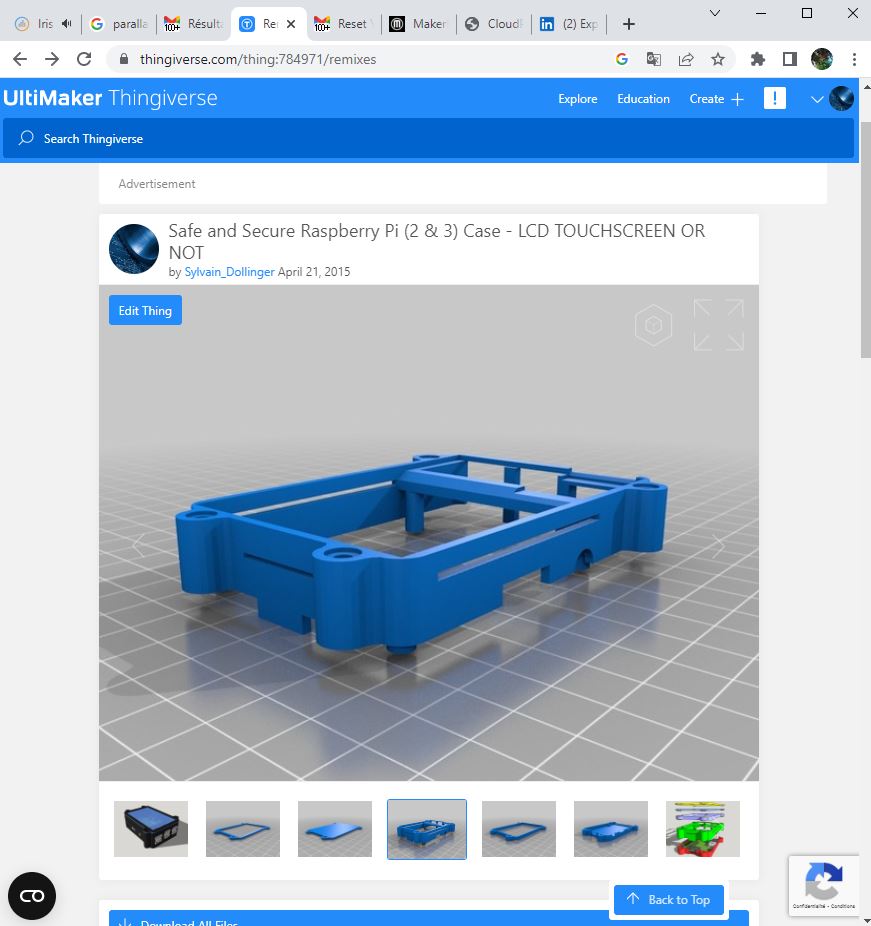 Iris
paralla
Résulta
Rei
Reset V
Maker
CloudF
(2) Exp
thingiverse.com/thing:784971/remixes
UltiMaker Thingiverse
Explore
Education
Create
Search Thingiverse
Advertisement
Safe and Secure Raspberry Pi (2 & 3) Case - LCD TOUCHSCREEN OR
NOT
by Sylvain_Dollinger April 21, 2015
Edit Thing
Back to Top
Confidentialité - Conditions
Download All Files